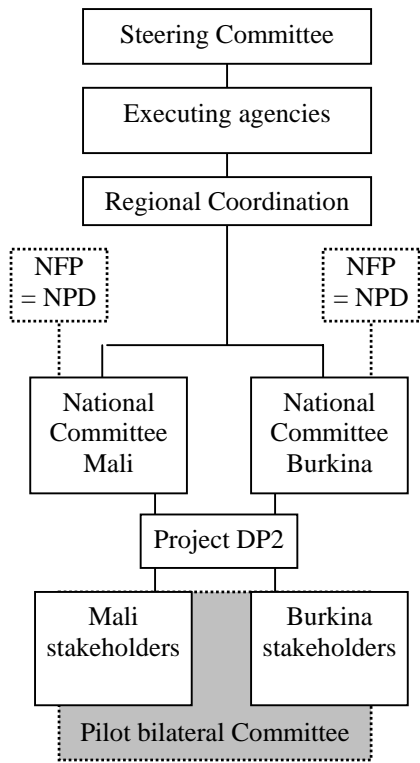 Steering Committee
Executing agencies
Regional Coordination
NFP
= NPD
NFP
= NPD
National
Committee
Mali
National
Committee
Burkina
Project DP2
Mali
stakeholders
Burkina
stakeholders
Pilot bilateral Committee